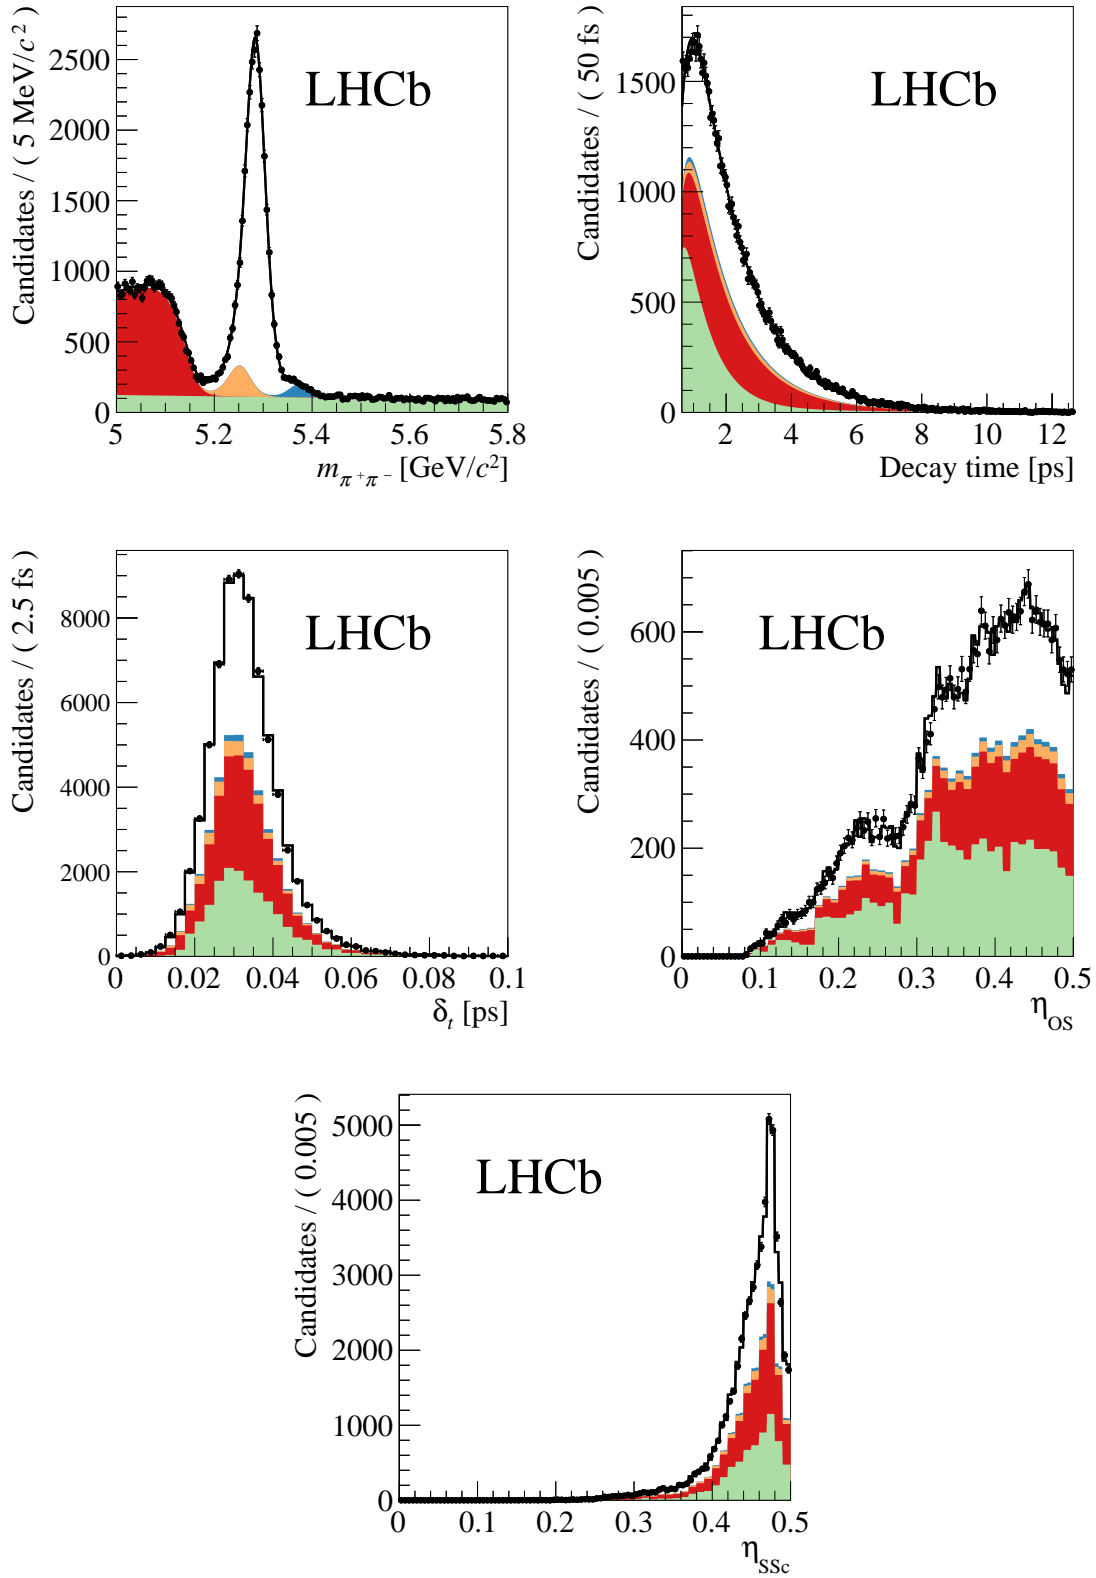 Candidates / ( 5 MeV/c² )
2500
2000
1500
1000
500
0
LHCb
5 5.2 5.4 5.6 5.8
m_π⁺π⁻ [GeV/c²]
Candidates / ( 50 fs )
1500
1000
500
0
LHCb
2 4 6 8 10 12
Decay time [ps]
Candidates / ( 2.5 fs )
8000
6000
4000
2000
0
LHCb
0 0.02 0.04 0.06 0.08 0.1
δ_t [ps]
Candidates / ( 0.005 )
600
400
200
0
LHCb
0 0.1 0.2 0.3 0.4 0.5
η_OS
Candidates / ( 0.005 )
5000
4000
3000
2000
1000
0
LHCb
0 0.1 0.2 0.3 0.4 0.5
η_SSc